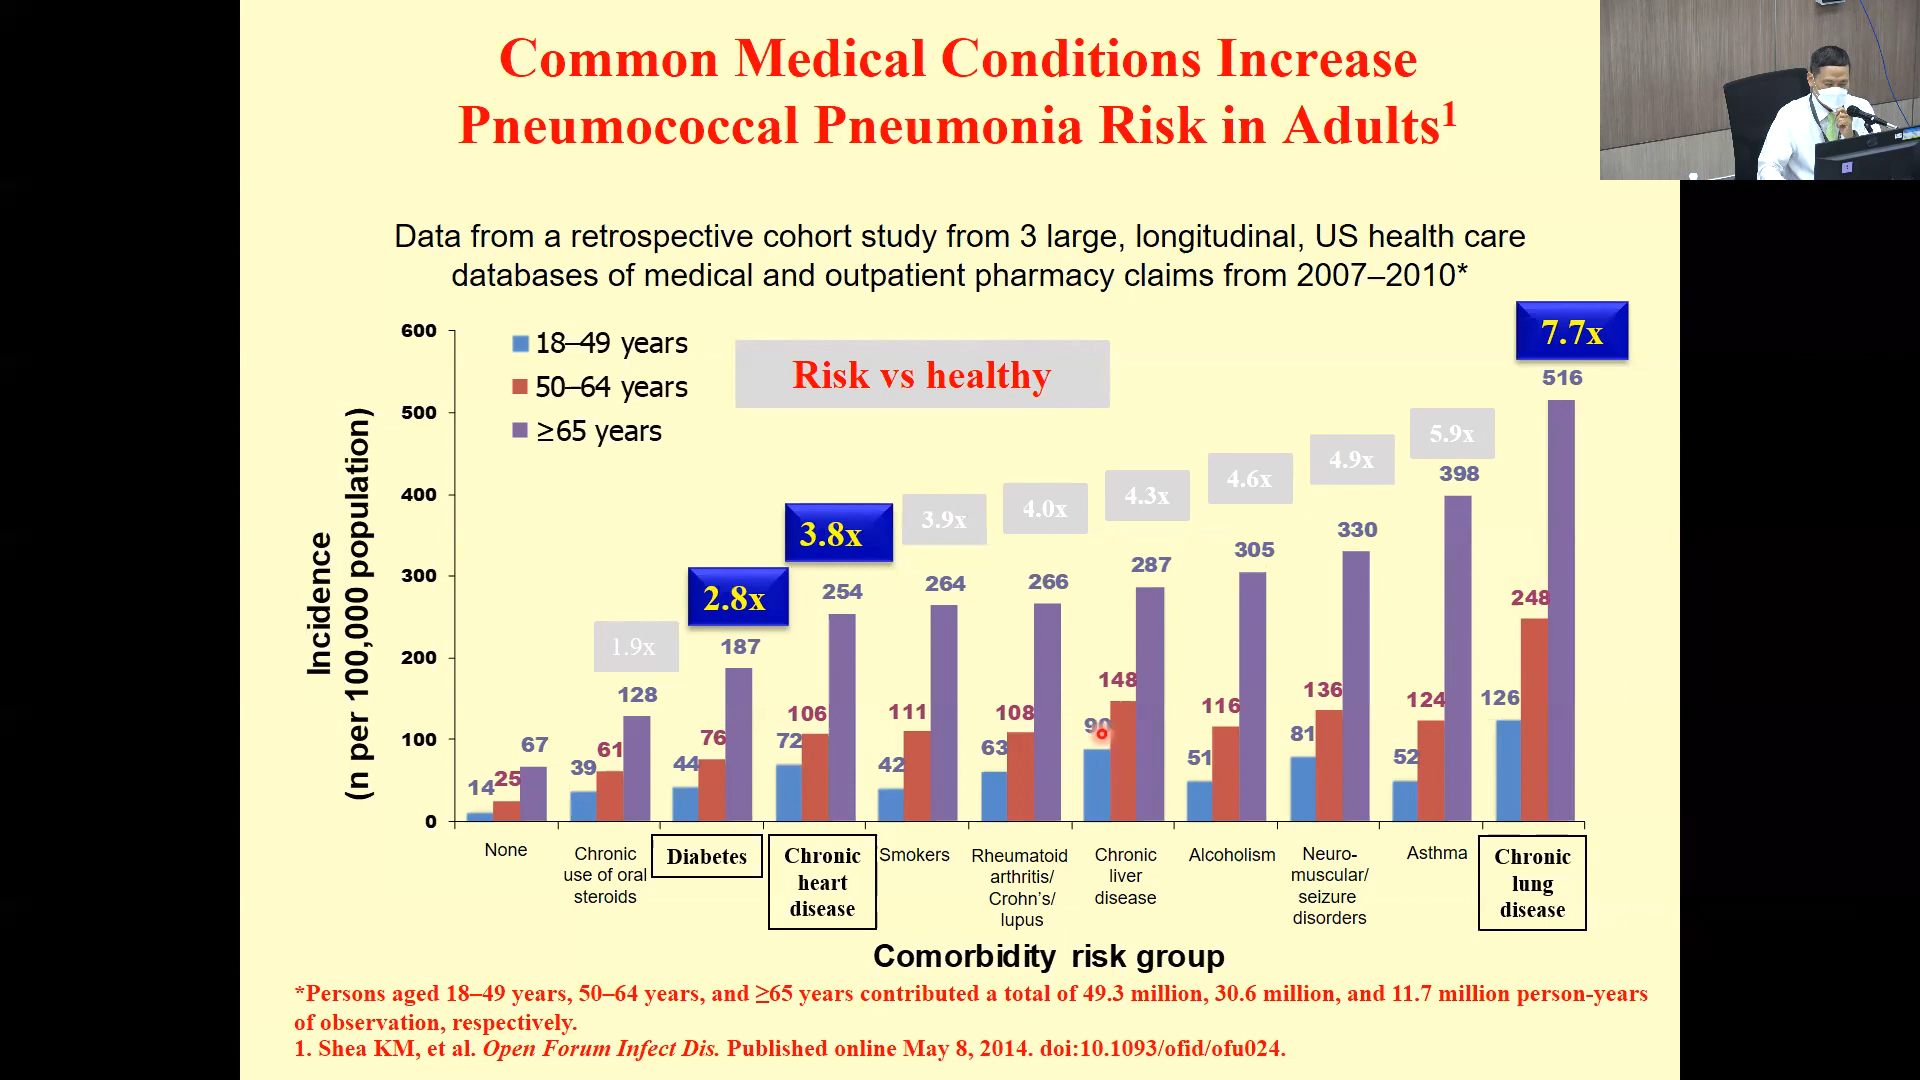 Common Medical Conditions Increase
Pneumococcal Pneumonia Risk in Adults1
Data from a retrospective cohort study from 3 large, longitudinal, US health care
databases of medical and outpatient pharmacy claims from 2007–2010*
Incidence
(n per 100,000 population)
600
500
400
300
200
100
0
18–49 years
50–64 years
≥65 years
Risk vs healthy
1.9x
2.8x
3.8x
3.9x
4.0x
4.3x
4.6x
4.9x
5.9x
7.7x
14 25 67
39 61 128
44 76 187
72 106 254
42 111 264
63 108 266
90 148 287
51 116 305
81 136 330
52 124 398
126 248 516
None
Chronic
use of oral
steroids
Diabetes
Chronic
heart
disease
Smokers
Rheumatoid
arthritis/
Crohn's/
lupus
Chronic
liver
disease
Alcoholism
Neuro-
muscular/
seizure
disorders
Asthma
Chronic
lung
disease
Comorbidity risk group
*Persons aged 18–49 years, 50–64 years, and ≥65 years contributed a total of 49.3 million, 30.6 million, and 11.7 million person-years
of observation, respectively.
1. Shea KM, et al. Open Forum Infect Dis. Published online May 8, 2014. doi:10.1093/ofid/ofu024.